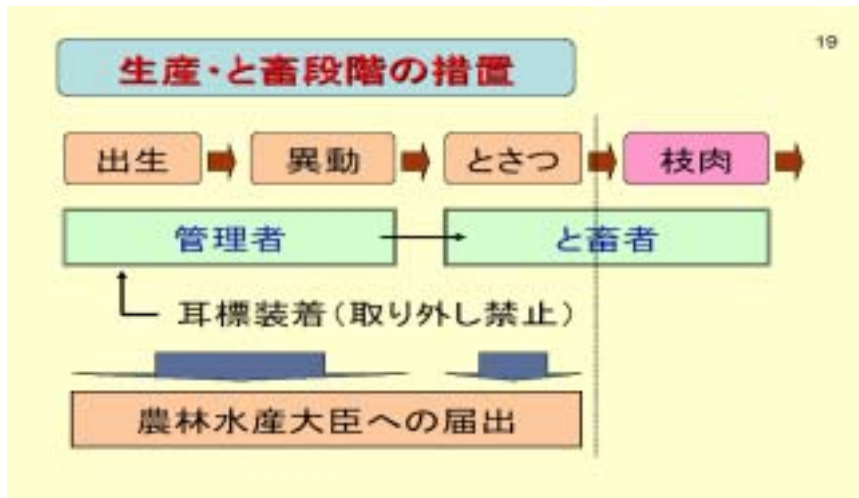 19
生産・と畜段階の措置
出生 異動 とさつ 枝肉
管理者 と畜者
耳標装着(取り外し禁止)
農林水産大臣への届出